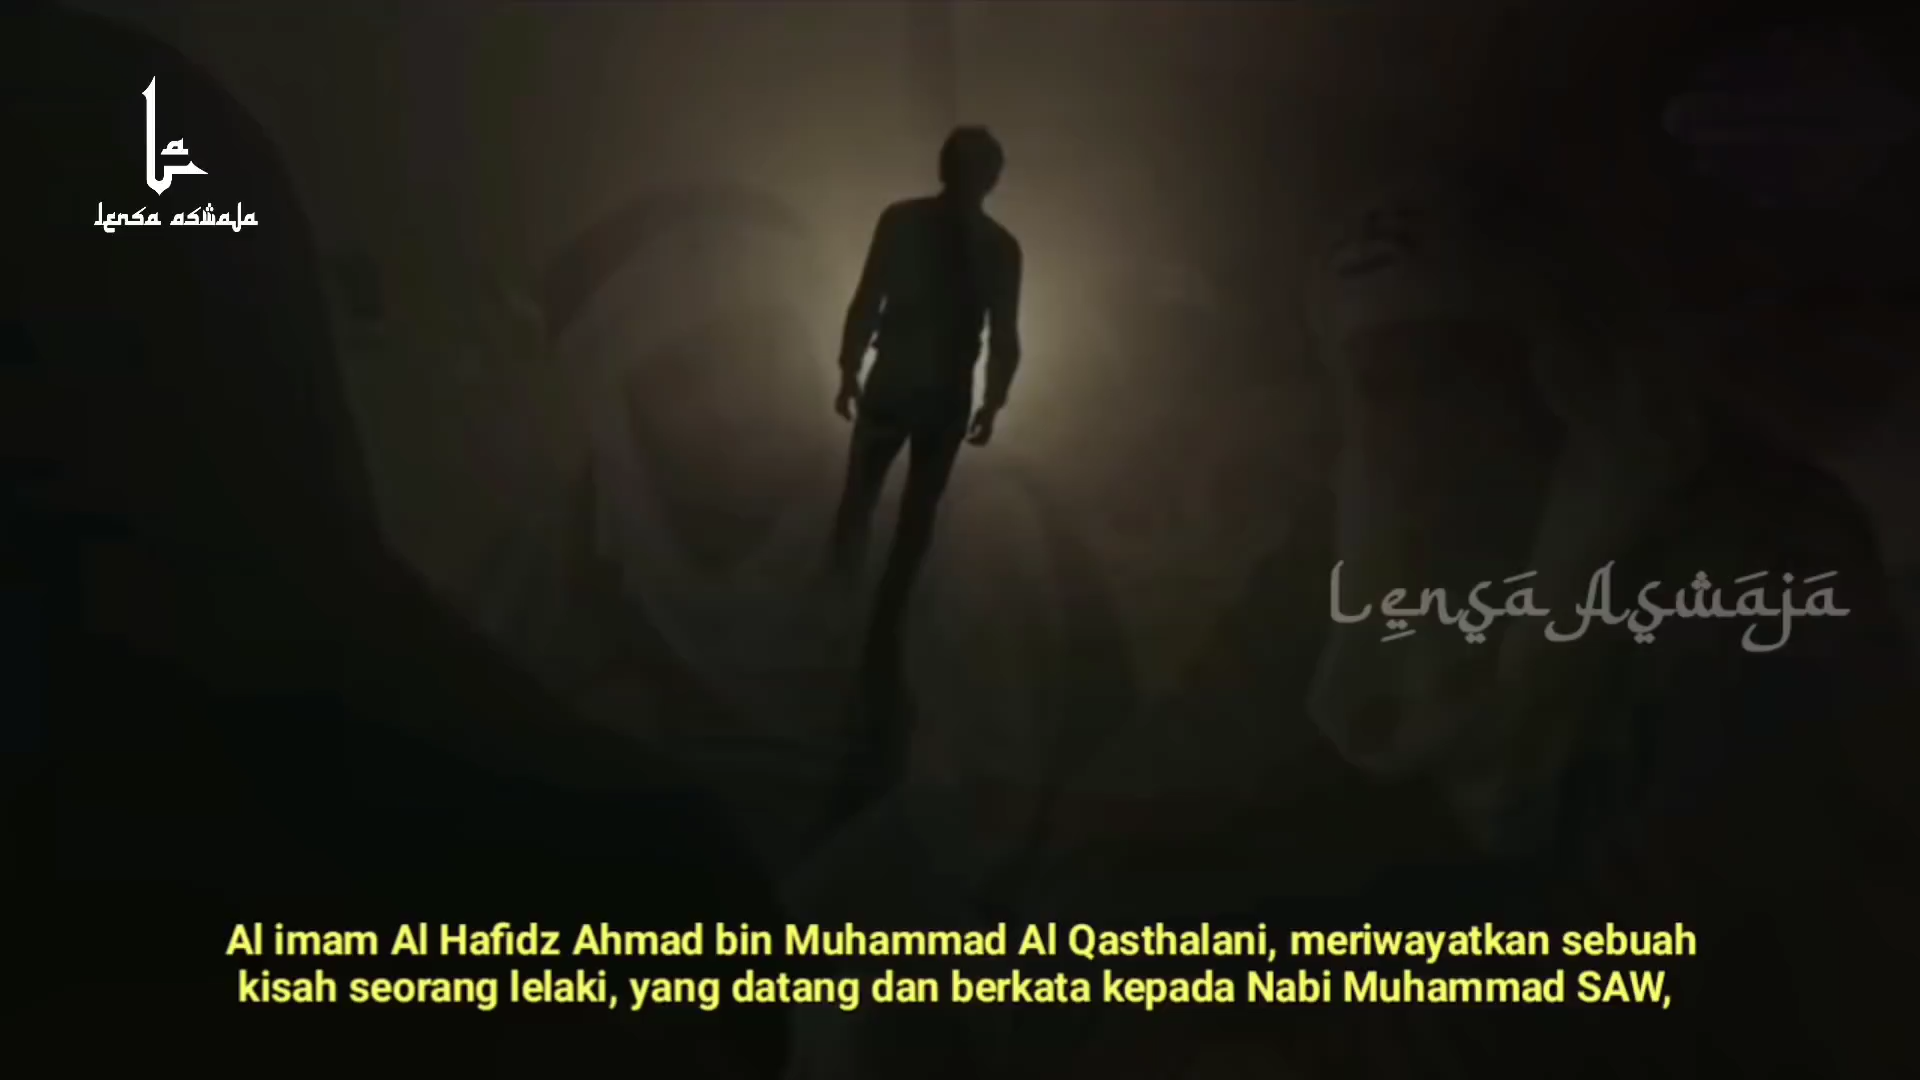 lensa aswaja
Lensa Aswaja
Al imam Al Hafidz Ahmad bin Muhammad Al Qasthalani, meriwayatkan sebuah
kisah seorang lelaki, yang datang dan berkata kepada Nabi Muhammad SAW,